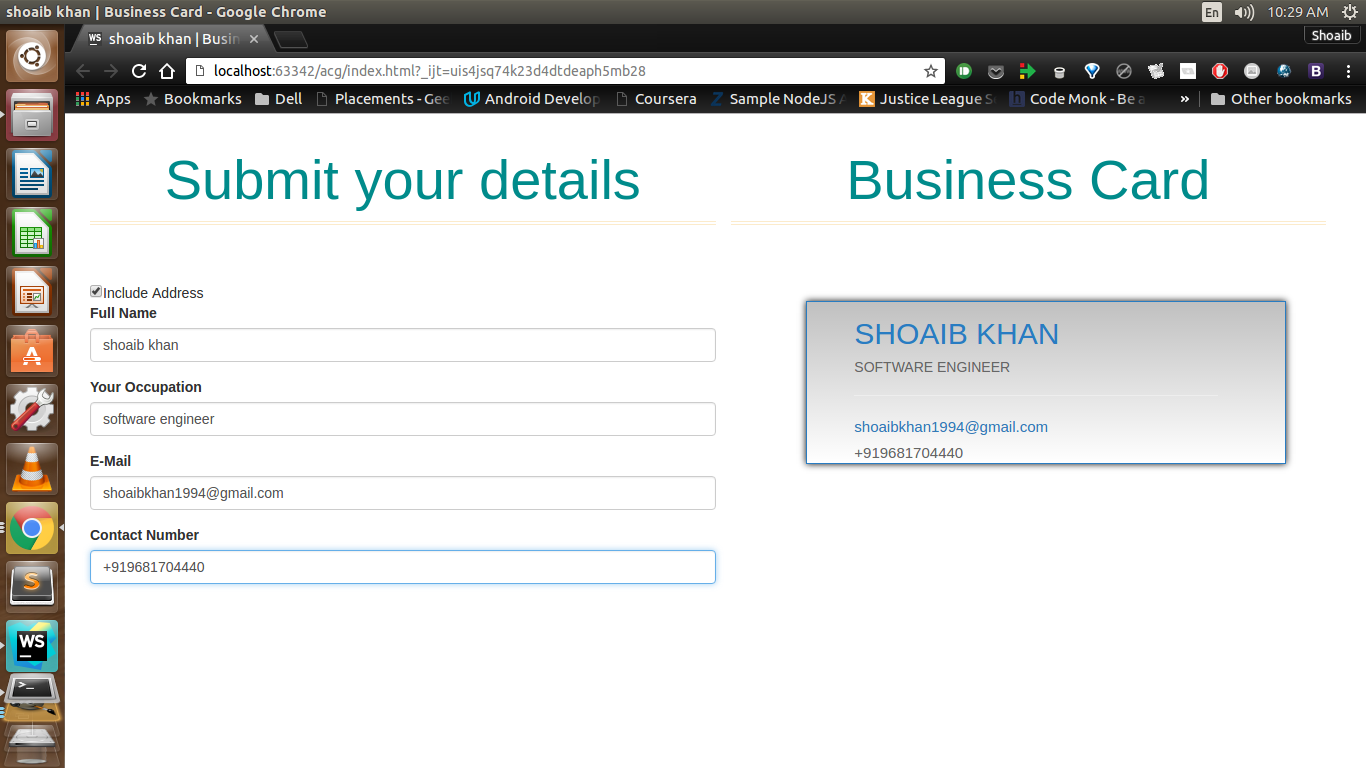 shoaib khan | Business Card - Google Chrome
En
10:29 AM
shoaib khan | Busin
Shoaib
localhost:63342/acg/index.html?_ijt=uis4jsq74k23d4dtdeaph5mb28
Apps Bookmarks Dell Placements - Gee Android Develop Coursera Sample NodeJS A Justice League S Code Monk - Be a » Other bookmarks
Submit your details
Business Card
Include Address
Full Name
shoaib khan
Your Occupation
software engineer
E-Mail
shoaibkhan1994@gmail.com
Contact Number
+919681704440
SHOAIB KHAN
SOFTWARE ENGINEER
shoaibkhan1994@gmail.com
+919681704440
WS